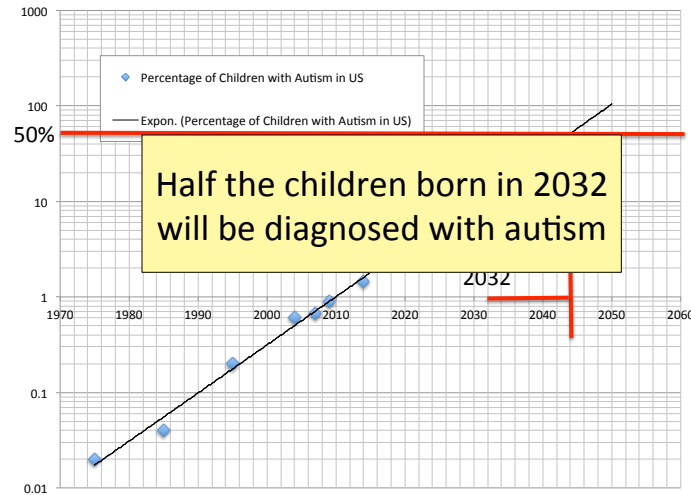 1000
Percentage of Children with Autism in US
100
Expon. (Percentage of Children with Autism in US)
50%
Half the children born in 2032
will be diagnosed with autism
10
2032
1
1970 1980 1990 2000 2010 2020 2030 2040 2050 2060
0.1
0.01